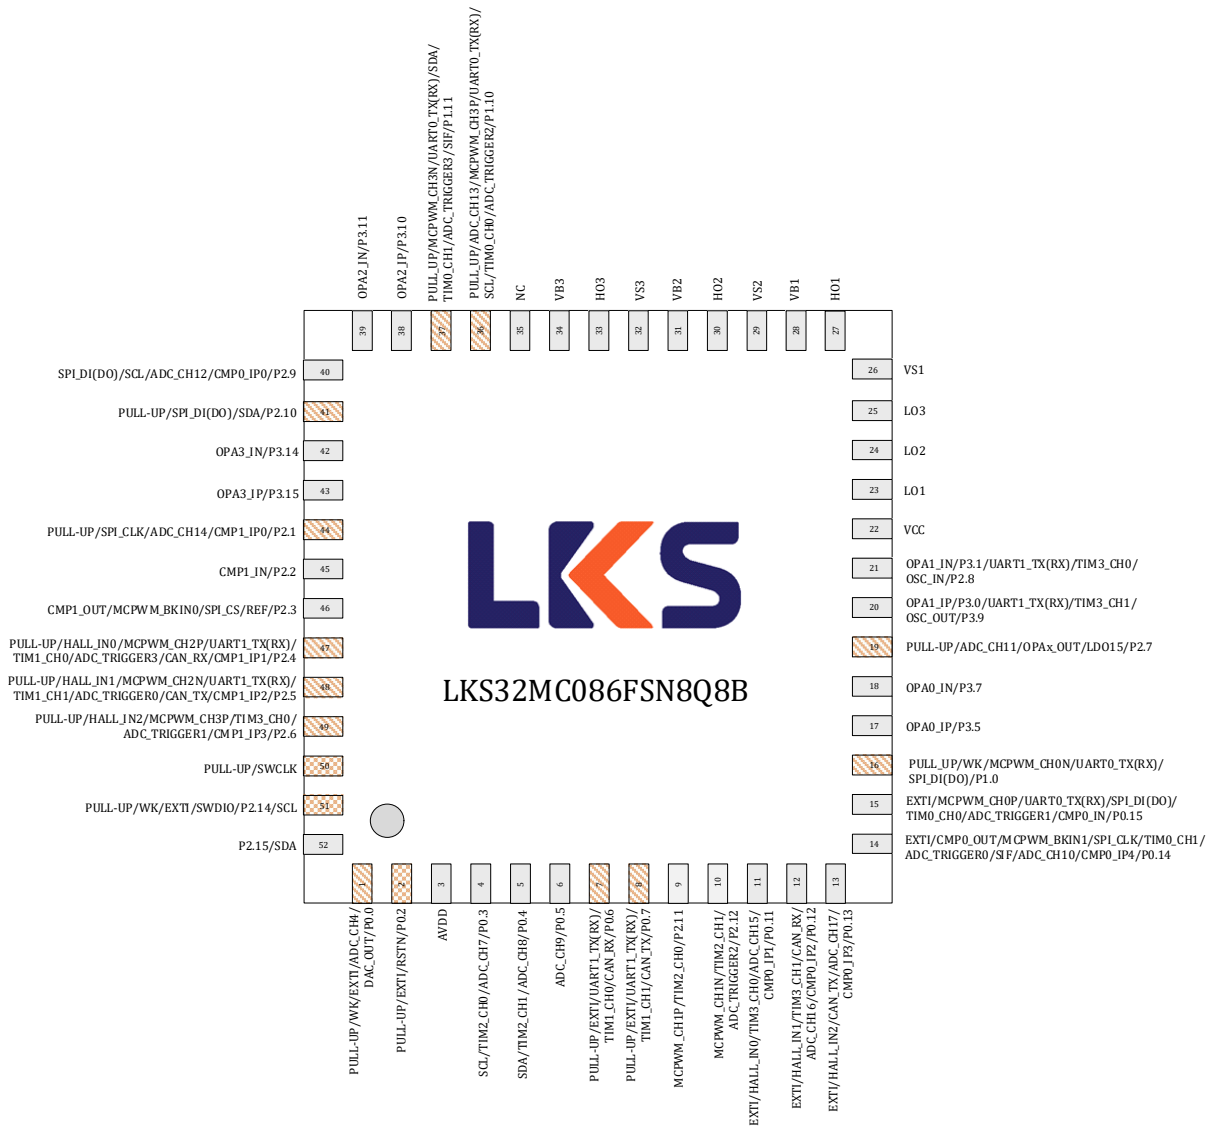 PULL_UP/MCPWM_CH3N/UART0_TX(RX)/SDA/
TIM0_CH1/ADC_TRIGGER3/SIF/P1.11
PULL_UP/ADC_CH13/MCPWM_CH3P/UART0_TX(RX)/
SCL/TIM0_CH0/ADC_TRIGGER2/P1.10
OPA2_IN/P3.11
OPA2_IP/P3.10
NC
VB3
HO3
VS3
VB2
HO2
VS2
VB1
HO1
39
38
37
36
35
34
33
32
31
30
29
28
27
SPI_DI(DO)/SCL/ADC_CH12/CMP0_IP0/P2.9
40
PULL-UP/SPI_DI(DO)/SDA/P2.10
41
OPA3_IN/P3.14
42
OPA3_IP/P3.15
43
PULL-UP/SPI_CLK/ADC_CH14/CMP1_IP0/P2.1
44
CMP1_IN/P2.2
45
CMP1_OUT/MCPWM_BKIN0/SPI_CS/REF/P2.3
46
PULL-UP/HALL_IN0/MCPWM_CH2P/UART1_TX(RX)/
TIM1_CH0/ADC_TRIGGER3/CAN_RX/CMP1_IP1/P2.4
47
PULL-UP/HALL_IN1/MCPWM_CH2N/UART1_TX(RX)/
TIM1_CH1/ADC_TRIGGER0/CAN_TX/CMP1_IP2/P2.5
48
PULL-UP/HALL_IN2/MCPWM_CH3P/TIM3_CH0/
ADC_TRIGGER1/CMP1_IP3/P2.6
49
PULL-UP/SWCLK
50
PULL-UP/WK/EXTI/SWDIO/P2.14/SCL
51
P2.15/SDA
52
LKS
LKS32MC086FSN8Q8B
26
VS1
25
LO3
24
LO2
23
LO1
22
VCC
21
OPA1_IN/P3.1/UART1_TX(RX)/TIM3_CH0/
OSC_IN/P2.8
20
OPA1_IP/P3.0/UART1_TX(RX)/TIM3_CH1/
OSC_OUT/P3.9
19
PULL-UP/ADC_CH11/OPAx_OUT/LDO15/P2.7
18
OPA0_IN/P3.7
17
OPA0_IP/P3.5
16
PULL_UP/WK/MCPWM_CH0N/UART0_TX(RX)/
SPI_DI(DO)/P1.0
15
EXTI/MCPWM_CH0P/UART0_TX(RX)/SPI_DI(DO)/
TIM0_CH0/ADC_TRIGGER1/CMP0_IN/P0.15
14
EXTI/CMP0_OUT/MCPWM_BKIN1/SPI_CLK/TIM0_CH1/
ADC_TRIGGER0/SIF/ADC_CH10/CMP0_IP4/P0.14
1
2
3
4
5
6
7
8
9
10
11
12
13
PULL-UP/WK/EXTI/ADC_CH4/
DAC_OUT/P0.0
PULL-UP/EXTI/RSTN/P0.2
AVDD
SCL/TIM2_CH0/ADC_CH7/P0.3
SDA/TIM2_CH1/ADC_CH8/P0.4
ADC_CH9/P0.5
PULL-UP/EXTI/UART1_TX(RX)/
TIM1_CH0/CAN_RX/P0.6
PULL-UP/EXTI/UART1_TX(RX)/
TIM1_CH1/CAN_TX/P0.7
MCPWM_CH1P/TIM2_CH0/P2.11
MCPWM_CH1N/TIM2_CH1/
ADC_TRIGGER2/P2.12
EXTI/HALL_IN0/TIM3_CH0/ADC_CH15/
CMP0_IP1/P0.11
EXTI/HALL_IN1/TIM3_CH1/CAN_RX/
ADC_CH16/CMP0_IP2/P0.12
EXTI/HALL_IN2/CAN_TX/ADC_CH17/
CMP0_IP3/P0.13